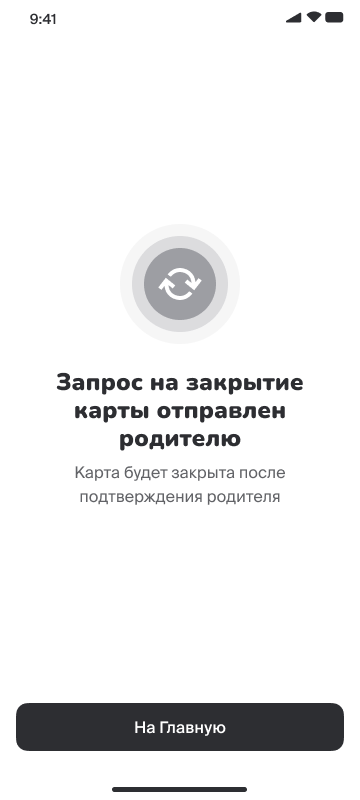 9:41
Запрос на закрытие
карты отправлен
родителю
Карта будет закрыта после
подтверждения родителя
На Главную